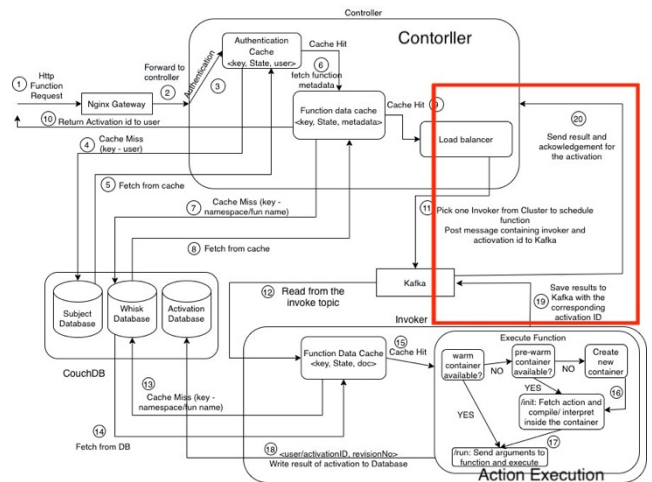 Controller
Contorller
Authentication
Cache
<key, State, user>
Cache Hit
1
Http
Function
Request
Forward to
controller
2
Authentication
3
6
fetch function
metadata
Nginx Gateway
Function data cache
<key, State, metadata>
Cache Hit
9
Load balancer
10
Return Activation id to user
4
Cache Miss
(key - user)
5
Fetch from cache
7
Cache Miss (key -
namespace/fun name)
8
Fetch from cache
20
Send result and
ackowledgement for
the activation
11
Pick one Invoker from Cluster to schedule
function
Post message containing invoker and
activovation id to Kafka
Kafka
12
Read from the
invoke topic
19
Save results to
Kafka with the
corresponding
activation ID
Subject
Database
Whisk
Database
Activation
Database
CouchDB
Invoker
Function Data Cache
<key, State, doc>
15
Cache Hit
13
Cache Miss (key -
namespace/fun name)
14
Fetch from DB
18
<user/activationID, revisionNo>
Write result of activation to Database
Execute Function
warm
container
available?
NO
pre-warm
container
available?
NO
Create
new
container
YES
YES
16
/init: Fetch action and
compile/ interpret
inside the container
17
/run: Send arguments to
function and execute
Action Execution